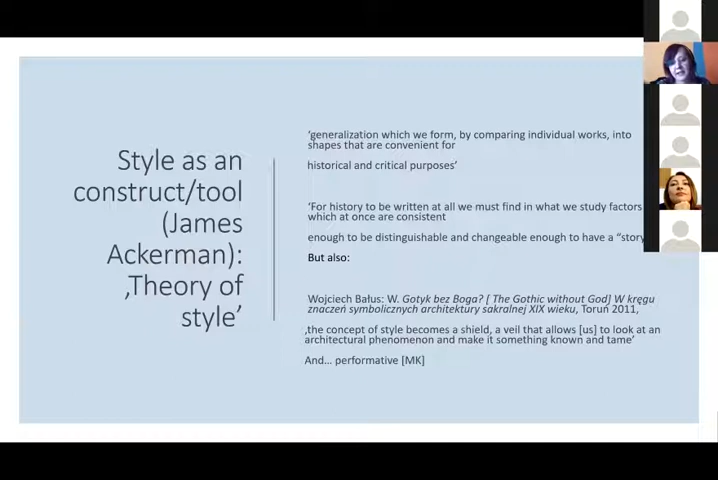 Style as an
construct/tool
(James
Ackerman):
‚Theory of
style’
‘generalization which we form, by comparing individual works, into
shapes that are convenient for
historical and critical purposes’
‘For history to be written at all we must find in what we study factors
which at once are consistent
enough to be distinguishable and changeable enough to have a “story
But also:
Wojciech Bałus: W. Gotyk bez Boga? [ The Gothic without God] W kręgu
znaczeń symbolicznych architektury sakralnej XIX wieku, Toruń 2011,
‚the concept of style becomes a shield, a veil that allows [us] to look at an
architectural phenomenon and make it something known and tame’
And... performative [MK]